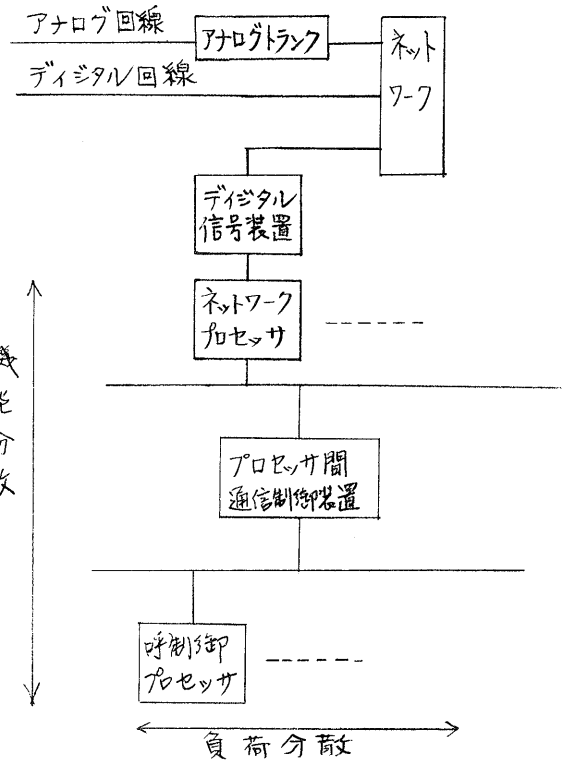 アナログ回線
アナログトランク
ネット
ワーク
ディジタル回線
ディジタル
信号装置
ネットワーク
プロセッサ
プロセッサ間
通信制御装置
呼制御
プロセッサ
負荷分散